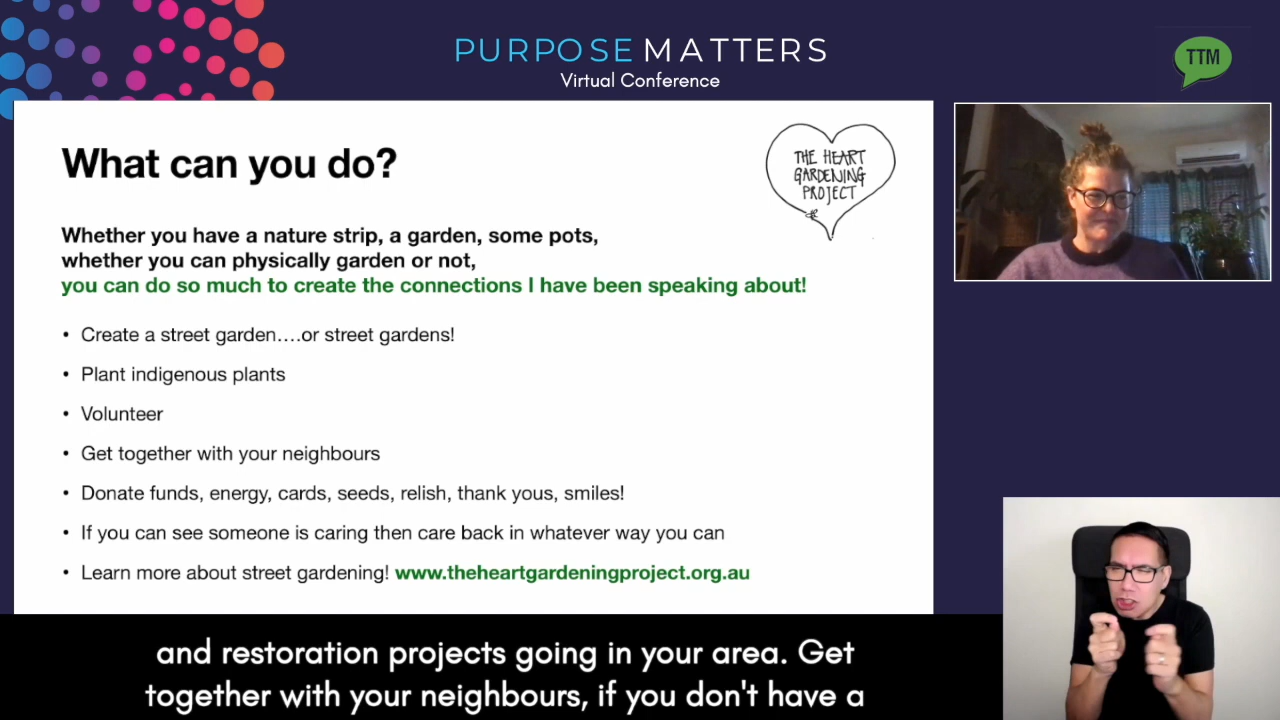 PURPOSE MATTERS
Virtual Conference
TTM
What can you do?
THE HEART
GARDENING
PROJECT
Whether you have a nature strip, a garden, some pots,
whether you can physically garden or not,
you can do so much to create the connections I have been speaking about!
• Create a street garden....or street gardens!
• Plant indigenous plants
• Volunteer
• Get together with your neighbours
• Donate funds, energy, cards, seeds, relish, thank yous, smiles!
• If you can see someone is caring then care back in whatever way you can
• Learn more about street gardening! www.theheartgardeningproject.org.au
and restoration projects going in your area. Get
together with your neighbours, if you don't have a